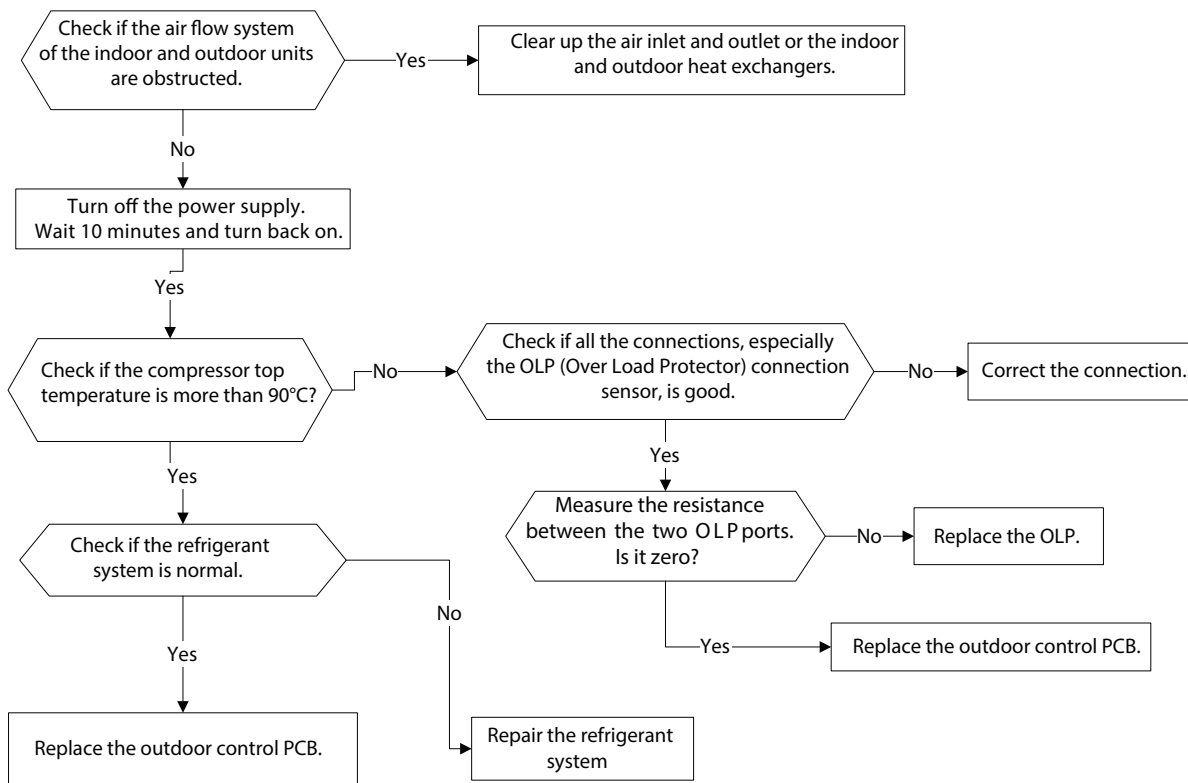 Check if the air flow system
of the indoor and outdoor units
are obstructed.
Yes
Clear up the air inlet and outlet or the indoor
and outdoor heat exchangers.
No
Turn off the power supply.
Wait 10 minutes and turn back on.
Yes
Check if the compressor top
temperature is more than 90°C?
No
Check if all the connections, especially
the OLP (Over Load Protector) connection
sensor, is good.
No
Correct the connection.
Yes
Yes
Measure the resistance
between the two OLP ports.
Is it zero?
No
Replace the OLP.
Check if the refrigerant
system is normal.
No
Yes
Replace the outdoor control PCB.
Yes
Replace the outdoor control PCB.
Repair the refrigerant
system